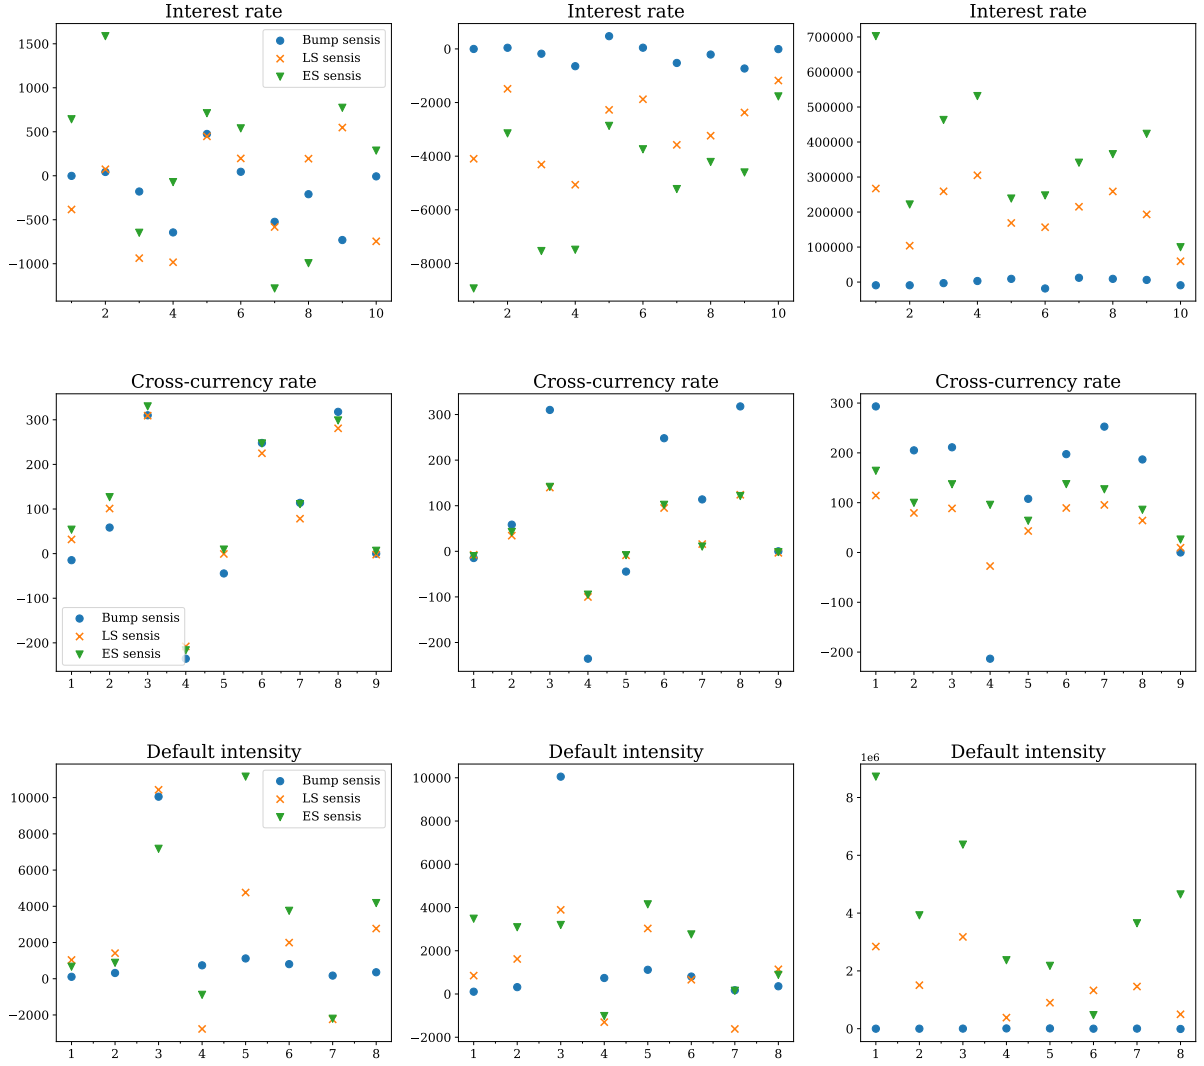 Interest rate
Interest rate
Interest rate
1500
1000
500
0
−500
−1000
Bump sensis
LS sensis
ES sensis
2
4
6
8
10
0
−2000
−4000
−6000
−8000
2
4
6
8
10
700000
600000
500000
400000
300000
200000
100000
0
2
4
6
8
10
Cross-currency rate
Cross-currency rate
Cross-currency rate
300
200
100
0
−100
−200
Bump sensis
LS sensis
ES sensis
1 2 3 4 5 6 7 8 9
300
200
100
0
−100
−200
1 2 3 4 5 6 7 8 9
300
200
100
0
−100
−200
1 2 3 4 5 6 7 8 9
Default intensity
Default intensity
Default intensity
10000
8000
6000
4000
2000
0
−2000
Bump sensis
LS sensis
ES sensis
1 2 3 4 5 6 7 8
10000
8000
6000
4000
2000
0
−2000
1 2 3 4 5 6 7 8
1e6
8
6
4
2
0
1 2 3 4 5 6 7 8